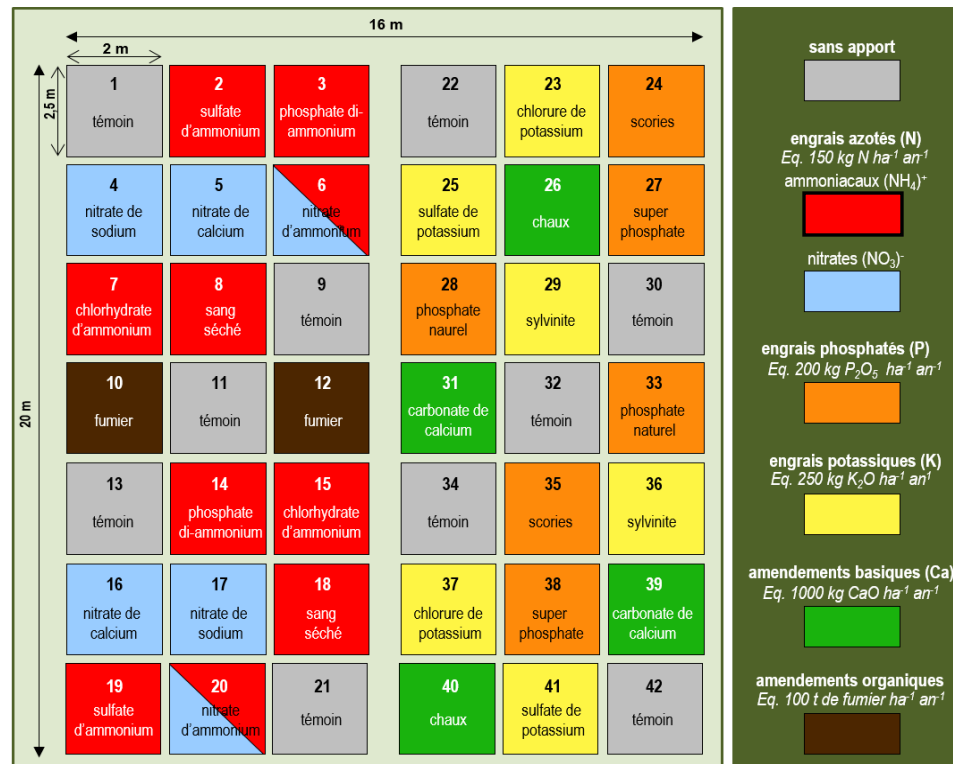 16 m
2 m
2,5 m
20 m
1
témoin
2
sulfate
d'ammonium
3
phosphate di-
ammonium
22
témoin
23
chlorure de
potassium
24
scories
4
nitrate de
sodium
5
nitrate de
calcium
6
nitrate
d'ammonium
25
sulfate de
potassium
26
chaux
27
super
phosphate
7
chlorhydrate
d'ammonium
8
sang
séché
9
témoin
28
phosphate
naurel
29
sylvinite
30
témoin
10
fumier
11
témoin
12
fumier
31
carbonate de
calcium
32
témoin
33
phosphate
naturel
13
témoin
14
phosphate
di-ammonium
15
chlorhydrate
d'ammonium
34
témoin
35
scories
36
sylvinite
16
nitrate de
calcium
17
nitrate de
sodium
18
sang
séché
37
chlorure de
potassium
38
super
phosphate
39
carbonate de
calcium
19
sulfate
d'ammonium
20
nitrate
d'ammonium
21
témoin
40
chaux
41
sulfate de
potassium
42
témoin
sans apport
engrais azotés (N)
Eq. 150 kg N ha⁻¹ an⁻¹
ammoniacaux (NH₄)⁺
nitrates (NO₃)⁻
engrais phosphatés (P)
Eq. 200 kg P₂O₅ ha⁻¹ an⁻¹
engrais potassiques (K)
Eq. 250 kg K₂O ha⁻¹ an¹
amendements basiques (Ca)
Eq. 1000 kg CaO ha⁻¹ an⁻¹
amendements organiques
Eq. 100 t de fumier ha⁻¹ an⁻¹